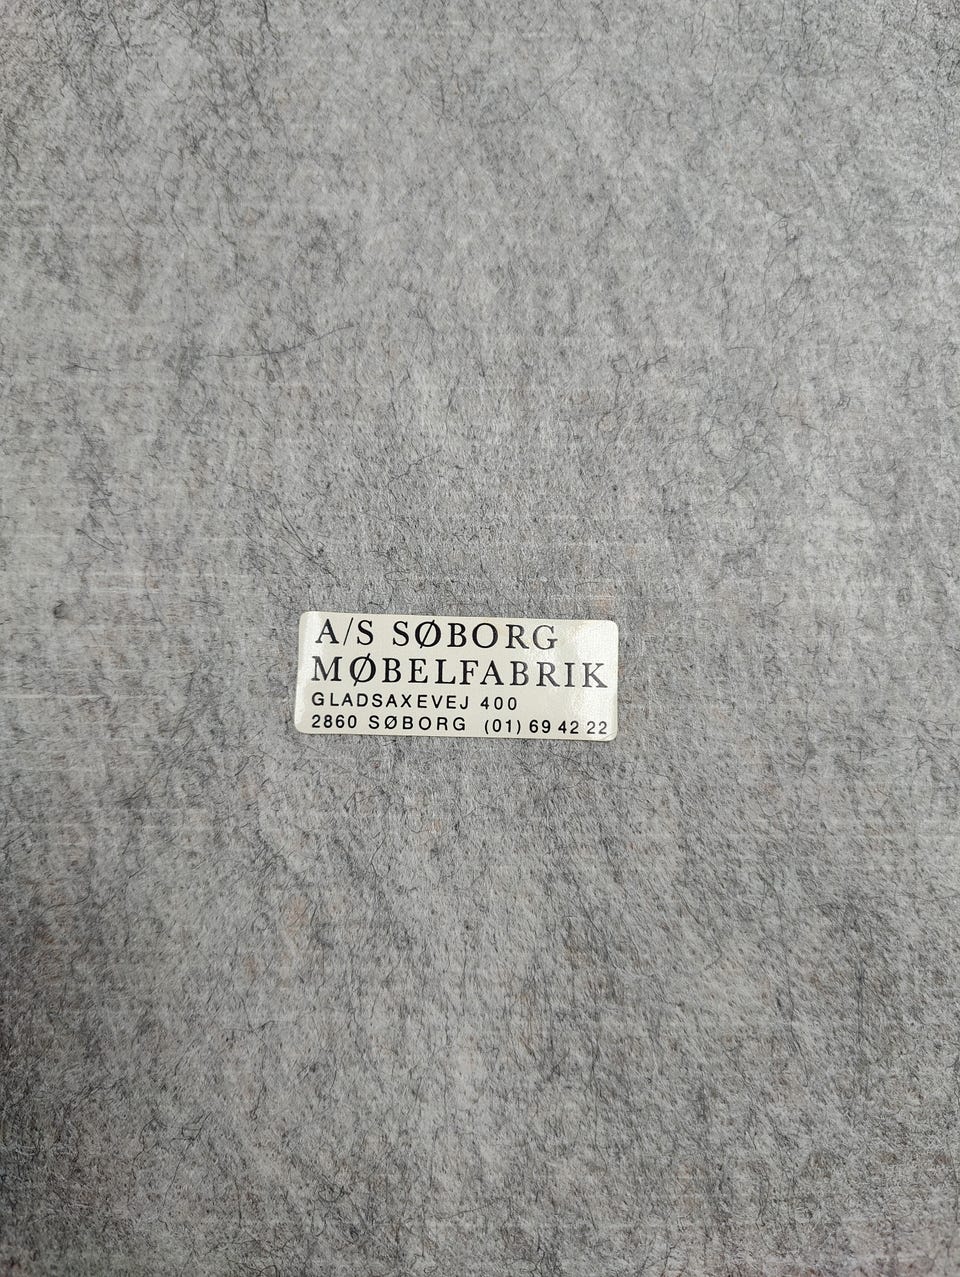 A/S SØBORG
MØBELFABRIK
GLADSAXEVEJ 400
2860 SØBORG (01) 69 42 22